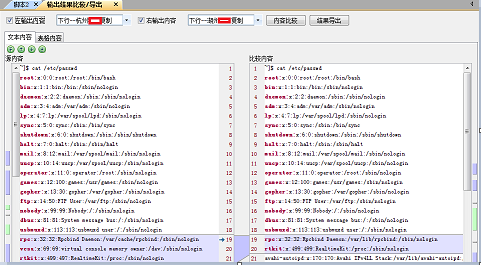 脚本2 输出结果比较/导出
左输出内容 下行--杭州 复制 右输出内容 下行--湖州 复制 内容比较 结果导出
文本内容 表格内容
源内容 比较内容
~]$ cat /etc/passwd 1 ~]$ cat /etc/passwd
root:x:0:0:root:/root:/bin/bash 2 root:x:0:0:root:/root:/bin/bash
bin:x:1:1:bin:/bin:/sbin/nologin 3 bin:x:1:1:bin:/bin:/sbin/nologin
daemon:x:2:2:daemon:/sbin:/sbin/nologin 4 daemon:x:2:2:daemon:/sbin:/sbin/nologin
adm:x:3:4:adm:/var/adm:/sbin/nologin 5 adm:x:3:4:adm:/var/adm:/sbin/nologin
lp:x:4:7:lp:/var/spool/lpd:/sbin/nologin 6 lp:x:4:7:lp:/var/spool/lpd:/sbin/nologin
sync:x:5:0:sync:/sbin:/bin/sync 7 sync:x:5:0:sync:/sbin:/bin/sync
shutdown:x:6:0:shutdown:/sbin:/sbin/shutdown 8 shutdown:x:6:0:shutdown:/sbin:/sbin/shutdown
halt:x:7:0:halt:/sbin:/sbin/halt 9 halt:x:7:0:halt:/sbin:/sbin/halt
mail:x:8:12:mail:/var/spool/mail:/sbin/nologin 10 mail:x:8:12:mail:/var/spool/mail:/sbin/nologin
uucp:x:10:14:uucp:/var/spool/uucp:/sbin/nologin 11 uucp:x:10:14:uucp:/var/spool/uucp:/sbin/nologin
operator:x:11:0:operator:/root:/sbin/nologin 12 operator:x:11:0:operator:/root:/sbin/nologin
games:x:12:100:games:/usr/games:/sbin/nologin 13 games:x:12:100:games:/usr/games:/sbin/nologin
gopher:x:13:30:gopher:/var/gopher:/sbin/nologin 14 gopher:x:13:30:gopher:/var/gopher:/sbin/nologin
ftp:x:14:50:FTP User:/var/ftp:/sbin/nologin 15 ftp:x:14:50:FTP User:/var/ftp:/sbin/nologin
nobody:x:99:99:Nobody:/:/sbin/nologin 16 nobody:x:99:99:Nobody:/:/sbin/nologin
dbus:x:81:81:System message bus:/:/sbin/nologin 17 dbus:x:81:81:System message bus:/:/sbin/nologin
usbmuxd:x:113:113:usbmuxd user:/:/sbin/nologin 18 usbmuxd:x:113:113:usbmuxd user:/:/sbin/nologin
rpc:x:32:32:Rpcbind Daemon:/var/cache/rpcbind:/sbin/nologin 19 rpc:x:32:32:Rpcbind Daemon:/var/lib/rpcbind:/sbin/nologin
vcsa:x:69:69:virtual console memory owner:/dev:/sbin/nologin 20 rtkit:x:499:499:RealtimeKit:/proc:/sbin/nologin
rtkit:x:499:497:RealtimeKit:/proc:/sbin/nologin 21 avahi-autoipd:x:170:170:Avahi IPv4LL Stack:/var/lib/avahi-autoipd: